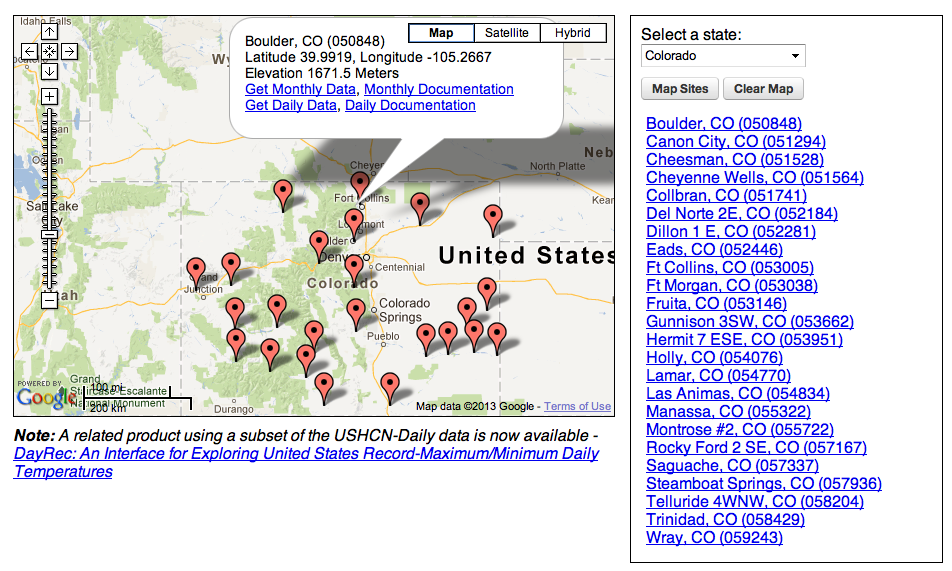 Idaho Falls
Map
Satellite
Hybrid
Boulder, CO (050848)
Latitude 39.9919, Longitude -105.2667
Elevation 1671.5 Meters
Get Monthly Data, Monthly Documentation
Get Daily Data, Daily Documentation
Wy
Neb
Cheye
North Platte
Kear
Fort Collins
Salt Lake
City
Denver
United States
Centennial
Grand
Junction
Colorado
Colorado
Springs
Pueblo
POWERED BY
Google
Grand
Staircase-Escalante
National Monument
100 mi
200 km
Durango
Map data ©2013 Google - Terms of Use
Note: A related product using a subset of the USHCN-Daily data is now available -
DayRec: An Interface for Exploring United States Record-Maximum/Minimum Daily
Temperatures
Select a state:
Colorado
Map Sites
Clear Map
Boulder, CO (050848)
Canon City, CO (051294)
Cheesman, CO (051528)
Cheyenne Wells, CO (051564)
Collbran, CO (051741)
Del Norte 2E, CO (052184)
Dillon 1 E, CO (052281)
Eads, CO (052446)
Ft Collins, CO (053005)
Ft Morgan, CO (053038)
Fruita, CO (053146)
Gunnison 3SW, CO (053662)
Hermit 7 ESE, CO (053951)
Holly, CO (054076)
Lamar, CO (054770)
Las Animas, CO (054834)
Manassa, CO (055322)
Montrose #2, CO (055722)
Rocky Ford 2 SE, CO (057167)
Saguache, CO (057337)
Steamboat Springs, CO (057936)
Telluride 4WNW, CO (058204)
Trinidad, CO (058429)
Wray, CO (059243)